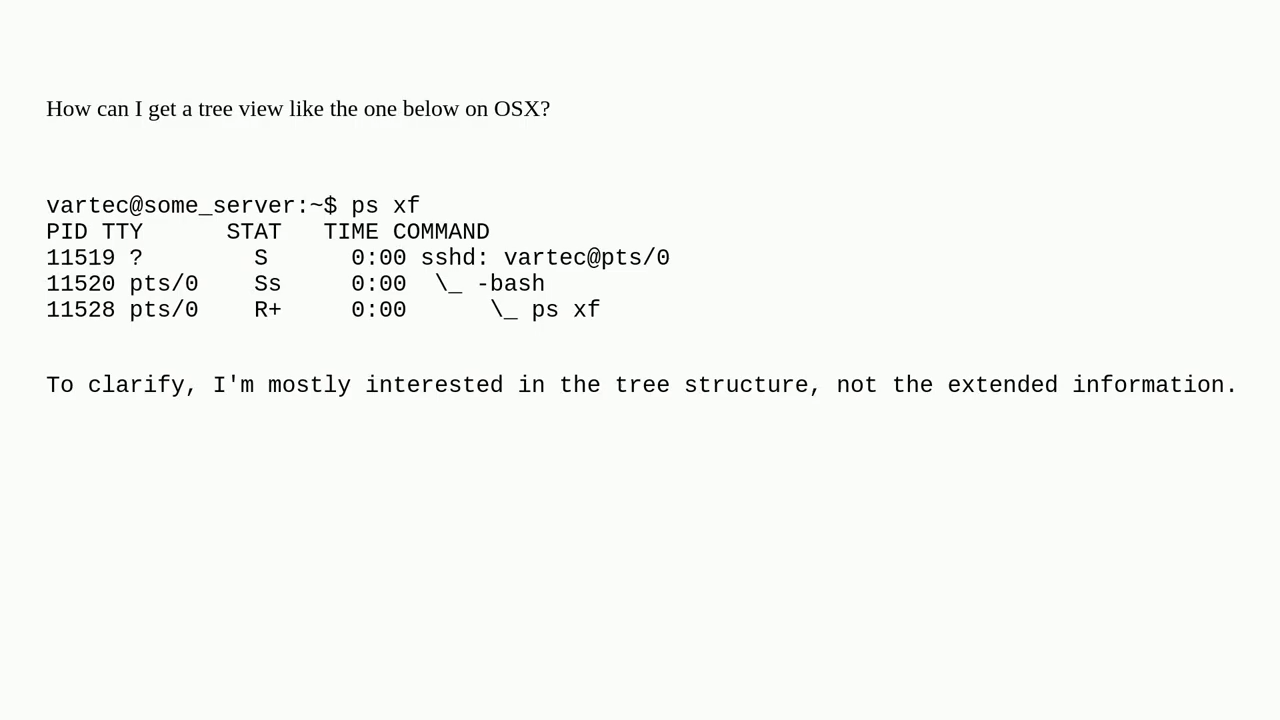 How can I get a tree view like the one below on OSX?
vartec@some_server:~$ ps xf
PID TTY      STAT   TIME COMMAND
11519 ?        S      0:00 sshd: vartec@pts/0
11520 pts/0    Ss     0:00  \_ -bash
11528 pts/0    R+     0:00      \_ ps xf
To clarify, I'm mostly interested in the tree structure, not the extended information.